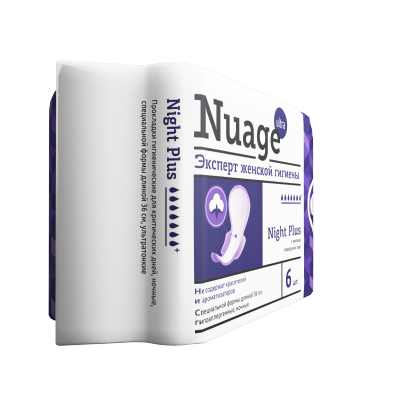 Night Plus
Прокладки гигиенические для критических дней, ночные,
специальной формы длиной 36 см, ультратонкие
Nuage
ultra
Эксперт женской гигиены
Night Plus
6 шт.
Не содержат красителей
и ароматизаторов
Специальной формы длиной 36 см,
гипоаллергенные, ночные